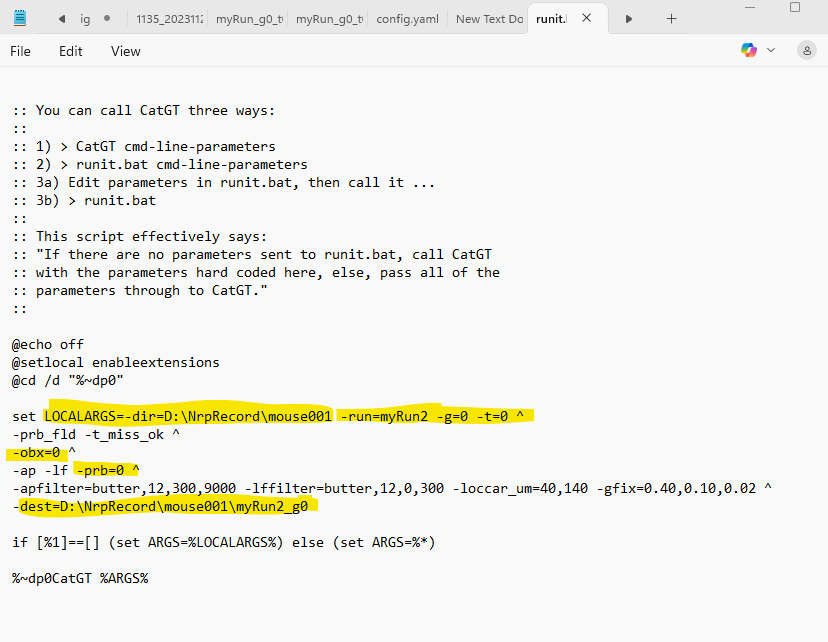 ig
1135_2023112
myRun_g0_t
myRun_g0_t
config.yaml
New Text Do
runit.
File
Edit
View
:: You can call CatGT three ways:
::
:: 1) > CatGT cmd-line-parameters
:: 2) > runit.bat cmd-line-parameters
:: 3a) Edit parameters in runit.bat, then call it ...
:: 3b) > runit.bat
::
:: This script effectively says:
:: "If there are no parameters sent to runit.bat, call CatGT
:: with the parameters hard coded here, else, pass all of the
:: parameters through to CatGT."
::
@echo off
@setlocal enableextensions
@cd /d "%~dp0"
set LOCALARGS=-dir=D:\NrpRecord\mouse001 -run=myRun2 -g=0 -t=0 ^
-prb_fld -t_miss_ok ^
-obx=0 ^
-ap -lf -prb=0 ^
-apfilter=butter,12,300,9000 -lffilter=butter,12,0,300 -loccar_um=40,140 -gfix=0.40,0.10,0.02 ^
-dest=D:\NrpRecord\mouse001\myRun2_g0
if [%1]==[] (set ARGS=%LOCALARGS%) else (set ARGS=%*)
%~dp0CatGT %ARGS%